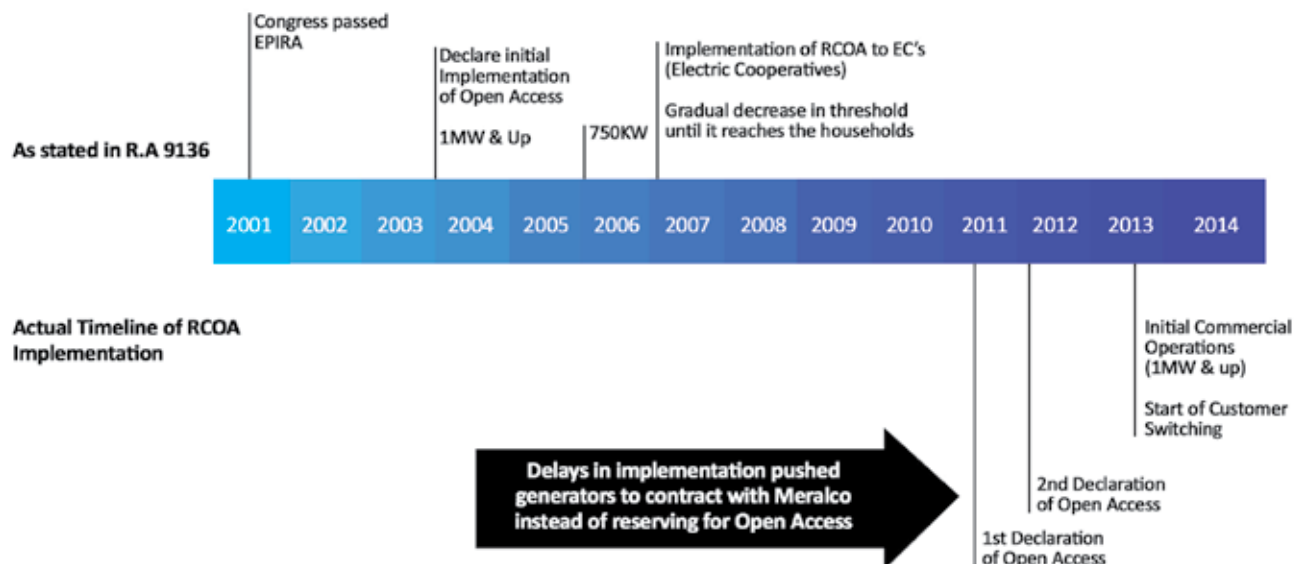 Congress passed
EPIRA
Declare initial
Implementation
of Open Access
1MW & Up
750KW
Implementation of RCOA to EC's
(Electric Cooperatives)
Gradual decrease in threshold
until it reaches the households
As stated in R.A 9136
2001 2002 2003 2004 2005 2006 2007 2008 2009 2010 2011 2012 2013 2014
Actual Timeline of RCOA
Implementation
Initial Commercial
Operations
(1MW & up)
Start of Customer
Switching
Delays in implementation pushed
generators to contract with Meralco
instead of reserving for Open Access
2nd Declaration
of Open Access
1st Declaration
of Open Access